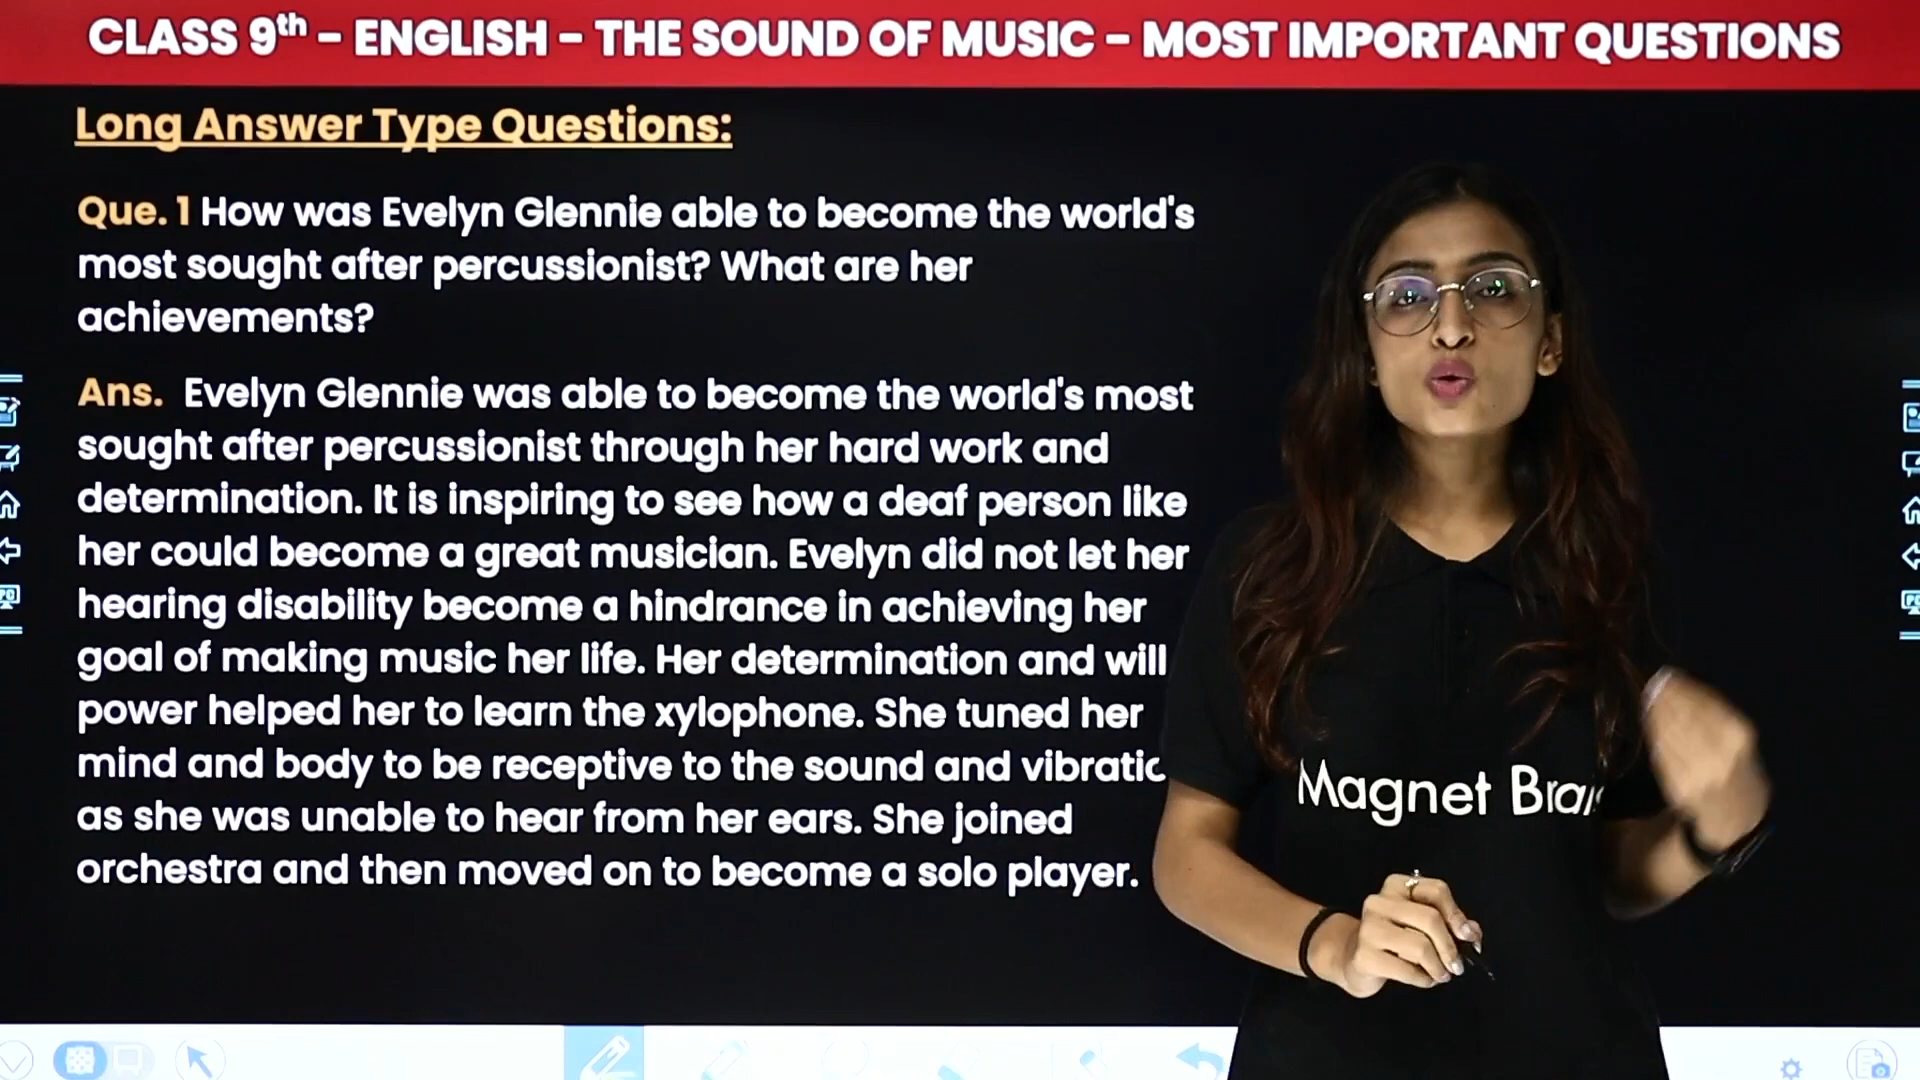 CLASS 9th – ENGLISH – THE SOUND OF MUSIC – MOST IMPORTANT QUESTIONS
Long Answer Type Questions:
Que. 1 How was Evelyn Glennie able to become the world's
most sought after percussionist? What are her
achievements?
Ans. Evelyn Glennie was able to become the world's most
sought after percussionist through her hard work and
determination. It is inspiring to see how a deaf person like
her could become a great musician. Evelyn did not let her
hearing disability become a hindrance in achieving her
goal of making music her life. Her determination and will
power helped her to learn the xylophone. She tuned her
mind and body to be receptive to the sound and
as she was unable to hear from her ears. She joined
orchestra and then moved on to become a solo player.
Magnet